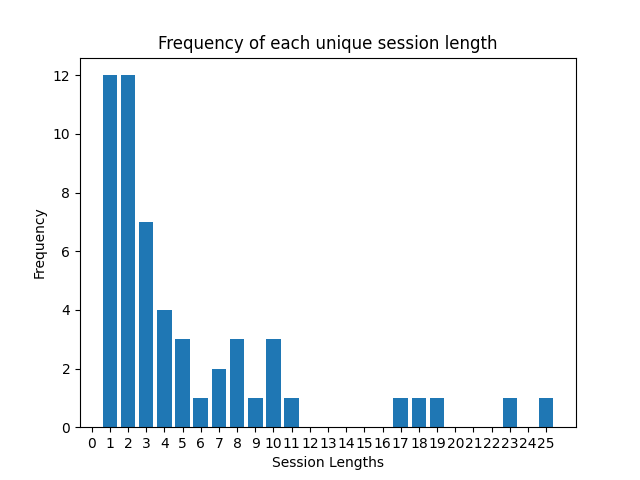 Frequency of each unique session length
12
10
8
6
4
2
0
Frequency
0 1 2 3 4 5 6 7 8 9 10 11 12 13 14 15 16 17 18 19 20 21 22 23 24 25
Session Lengths